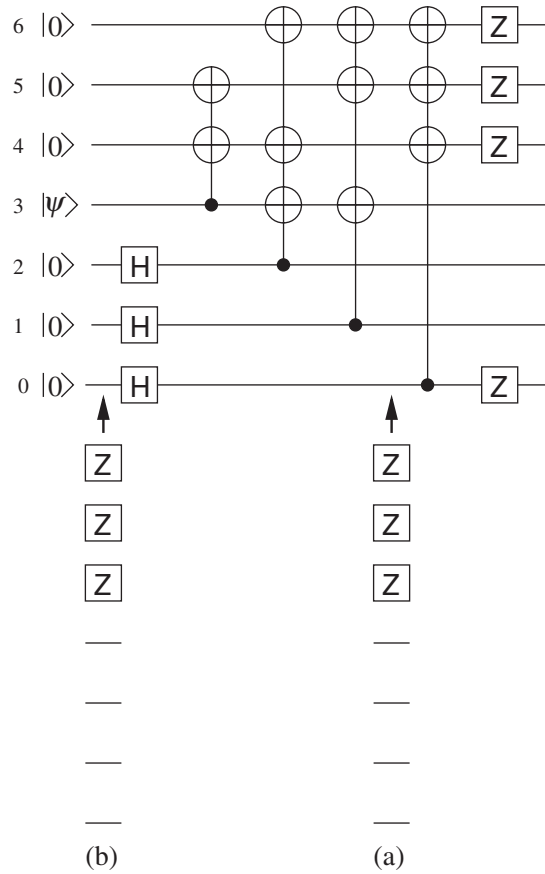 6 |0⟩ Z
5 |0⟩ Z
4 |0⟩ Z
3 |ψ⟩
2 |0⟩ H
1 |0⟩ H
0 |0⟩ H Z
Z Z
Z Z
Z Z
(b) (a)